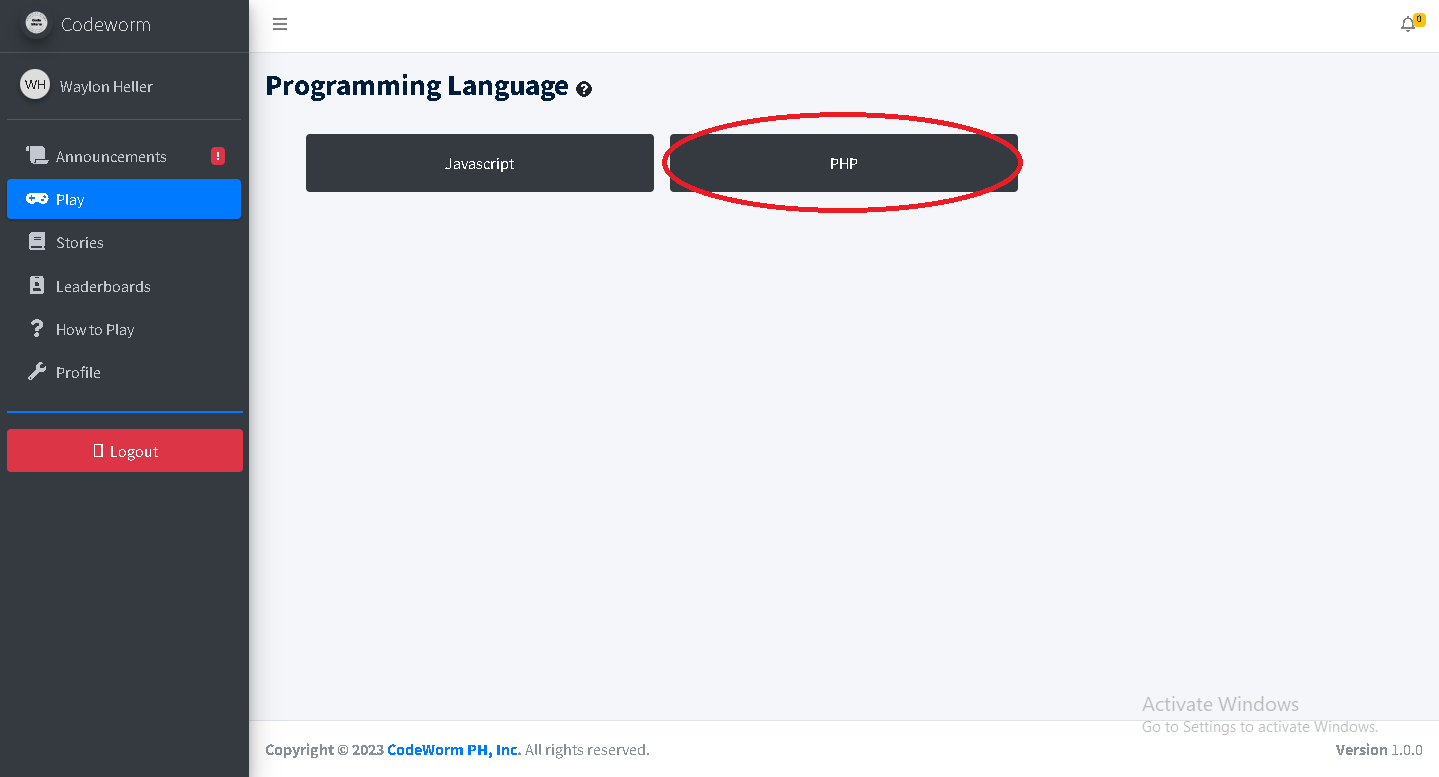 Codeworm
WH Waylon Heller
Announcements !
Play
Stories
Leaderboards
How to Play
Profile
Logout
0
Programming Language ?
Javascript
PHP
Activate Windows
Go to Settings to activate Windows.
Copyright © 2023 CodeWorm PH, Inc. All rights reserved.
Version 1.0.0